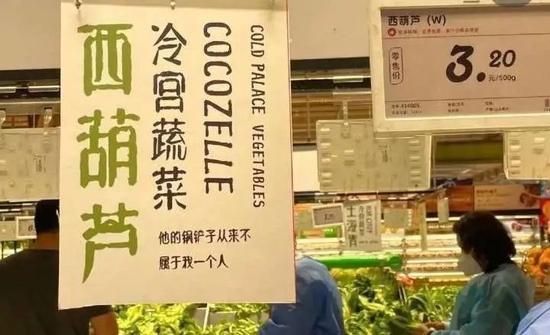 西葫芦
冷宫蔬菜
COCOZELLE
COLD PALACE VEGETABLES
他的锅铲子从来不
属于我一个人
西葫芦(W)
零售价
3.20
元/500g